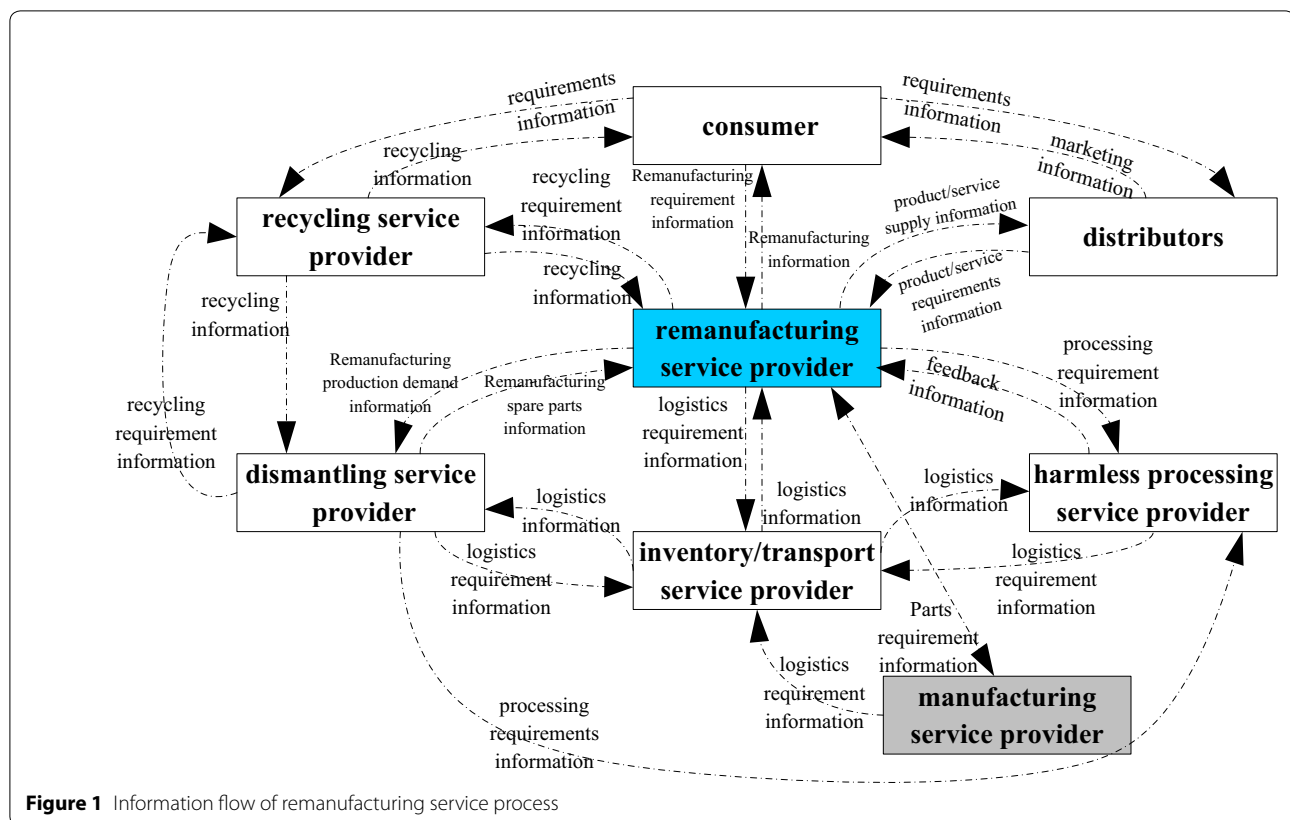 requirements
information
requirements
information
consumer
recycling
information
marketing
information
recycling
requirement
information
Remanufacturing
requirement
information
product/service
supply information
recycling service
provider
distributors
Remanufacturing
information
recycling
information
product/service
requirements
information
recycling
information
remanufacturing
service provider
Remanufacturing
production demand
information
Remanufacturing
spare parts
information
feedback
information
processing
requirement
information
recycling
requirement
information
logistics
requirement
information
dismantling service
provider
harmless processing
service provider
logistics
information
logistics
information
logistics
information
inventory/transport
service provider
logistics
requirement
information
logistics
requirement
information
Parts
requirement
information
logistics
requirement
information
manufacturing
service provider
processing
requirements
information
Figure 1 Information flow of remanufacturing service process